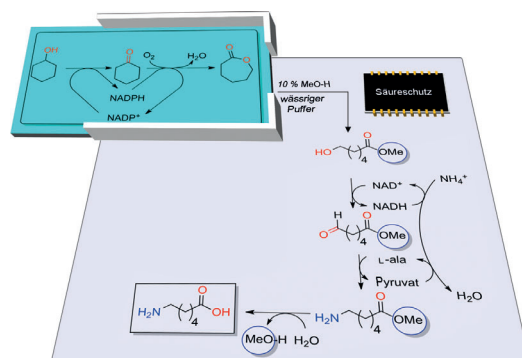 OH
O
O₂
H₂O
O
O
NADPH
NADP⁺
10 % MeO-H
wässriger
Puffer
Säureschutz
HO
4
O
OMe
NAD⁺
NH₄⁺
NADH
H
O
4
O
OMe
L-ala
Pyruvat
H₂O
H₂N
4
O
OH
H₂N
4
O
OMe
MeO-H
H₂O